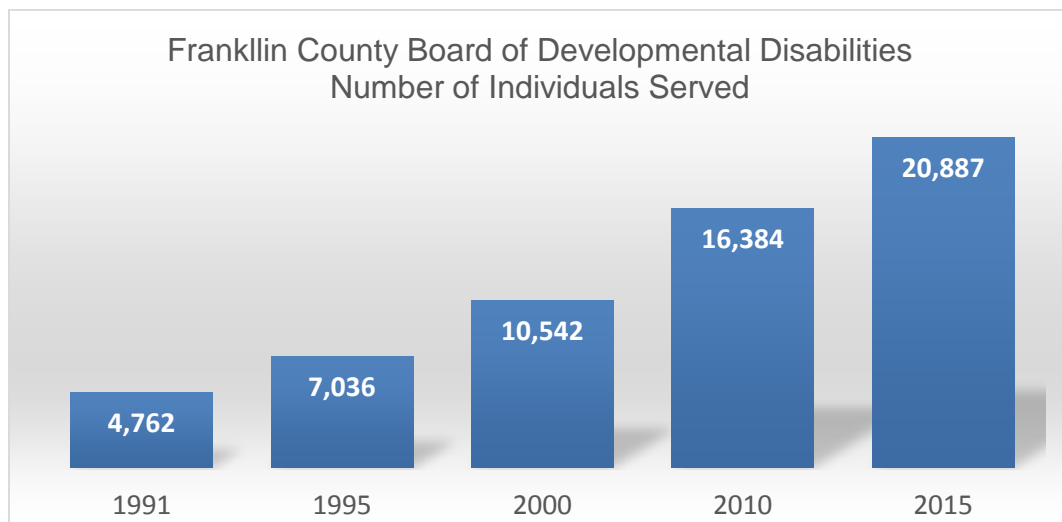 Frankllin County Board of Developmental Disabilities
Number of Individuals Served
20,887
16,384
10,542
7,036
4,762
1991 1995 2000 2010 2015